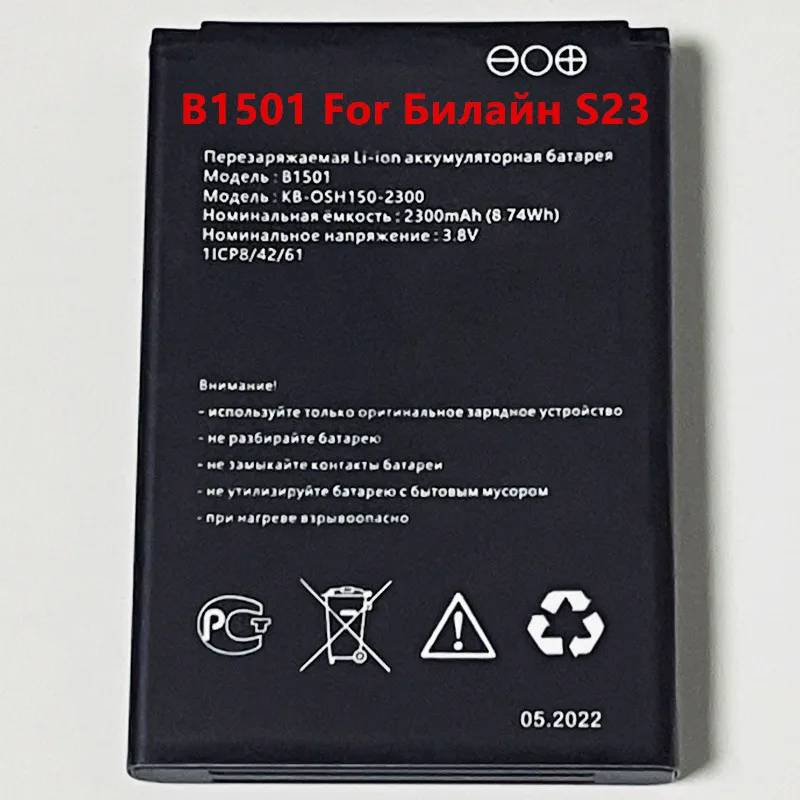 B1501 For Билайн S23
Перезаряжаемая Li-ion аккумуляторная батарея
Модель : B1501
Модель : KB-OSH150-2300
Номинальная ёмкость : 2300mAh (8.74Wh)
Номинальное напряжение : 3.8V
1ICP8/42/61
Внимание!
- используйте только оригинальное зарядное устройство
- не разбирайте батарею
- не замыкайте контакты батареи
- не утилизируйте батарею с бытовым мусором
- при нагреве взрывоопасно
РСТ
05.2022